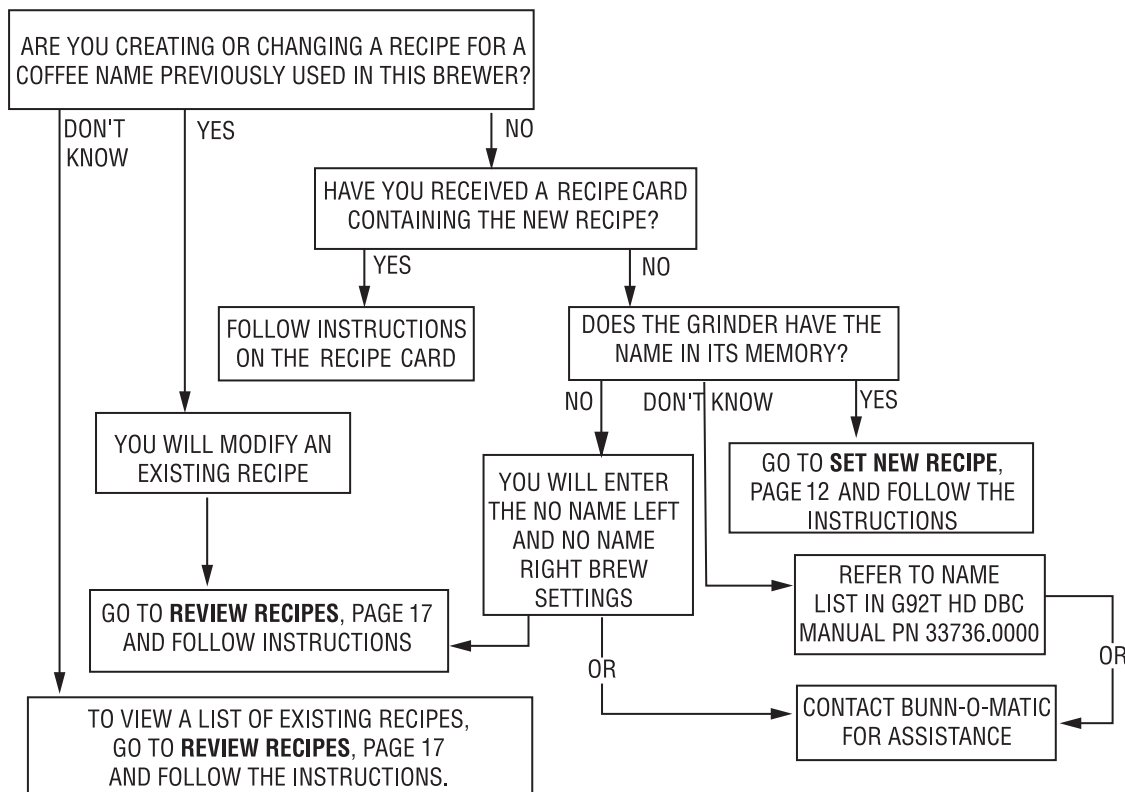 ARE YOU CREATING OR CHANGING A RECIPE FOR A
COFFEE NAME PREVIOUSLY USED IN THIS BREWER?
DON'T
KNOW
YES
NO
HAVE YOU RECEIVED A RECIPE CARD
CONTAINING THE NEW RECIPE?
YES
NO
FOLLOW INSTRUCTIONS
ON THE RECIPE CARD
DOES THE GRINDER HAVE THE
NAME IN ITS MEMORY?
NO
DON'T KNOW
YES
YOU WILL MODIFY AN
EXISTING RECIPE
YOU WILL ENTER
THE NO NAME LEFT
AND NO NAME
RIGHT BREW
SETTINGS
GO TO SET NEW RECIPE,
PAGE 12 AND FOLLOW THE
INSTRUCTIONS
GO TO REVIEW RECIPES, PAGE 17
AND FOLLOW INSTRUCTIONS
REFER TO NAME
LIST IN G92T HD DBC
MANUAL PN 33736.0000
OR
OR
TO VIEW A LIST OF EXISTING RECIPES,
GO TO REVIEW RECIPES, PAGE 17
AND FOLLOW THE INSTRUCTIONS.
CONTACT BUNN-O-MATIC
FOR ASSISTANCE